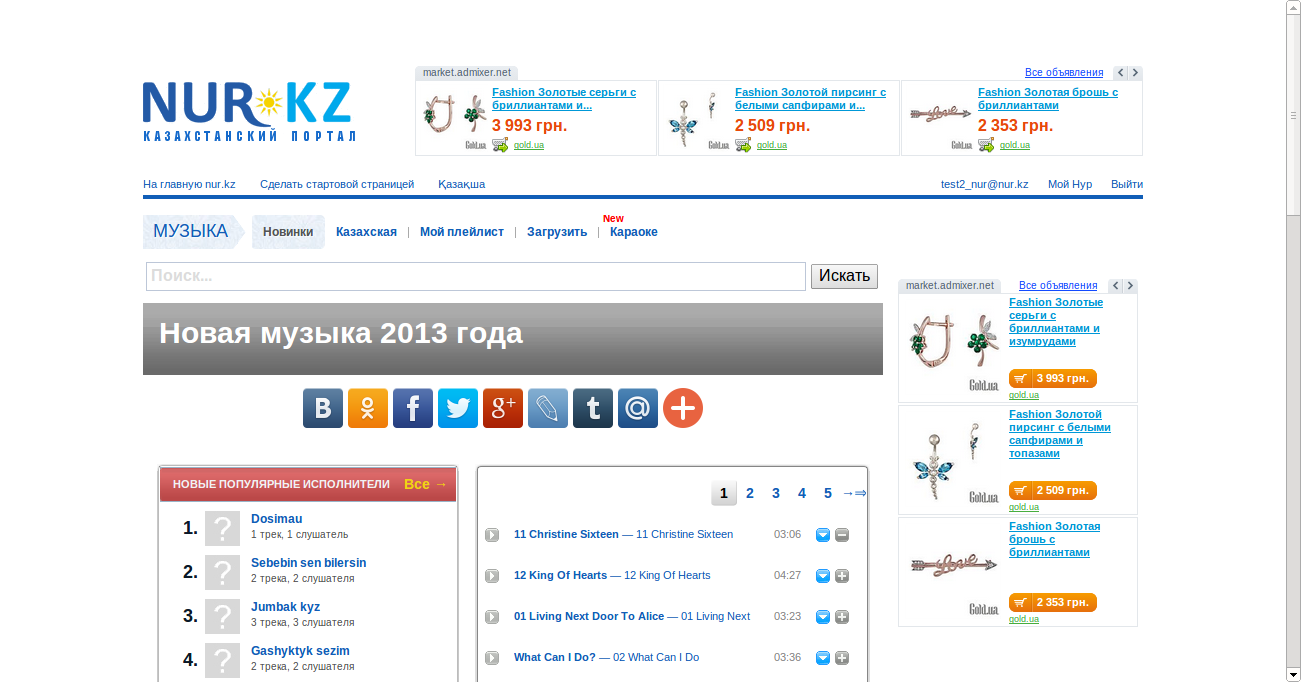 NUR KZ
КАЗАХСТАНСКИЙ ПОРТАЛ
market.admixer.net
Все объявления
Fashion Золотые серьги с
бриллиантами и...
3 993 грн.
Gold.ua
gold.ua
Fashion Золотой пирсинг с
белыми сапфирами и...
2 509 грн.
Gold.ua
gold.ua
Fashion Золотая брошь с
бриллиантами
2 353 грн.
Gold.ua
gold.ua
На главную nur.kz
Сделать стартовой страницей
Қазақша
test2_nur@nur.kz
Мой Нур
Выйти
МУЗЫКА
Новинки
Казахская
Мой плейлист
Загрузить
New
Караоке
Поиск...
Искать
Новая музыка 2013 года
НОВЫЕ ПОПУЛЯРНЫЕ ИСПОЛНИТЕЛИ
Все →
1.
Dosimau
1 трек, 1 слушатель
2.
Sebebin sen bilersin
2 трека, 2 слушателя
3.
Jumbak kyz
3 трека, 3 слушателя
4.
Gashyktyk sezim
2 трека, 2 слушателя
1 2 3 4 5 →⇒
11 Christine Sixteen — 11 Christine Sixteen 03:06
12 King Of Hearts — 12 King Of Hearts 04:27
01 Living Next Door To Alice — 01 Living Next 03:23
What Can I Do? — 02 What Can I Do 03:36
market.admixer.net
Все объявления
Fashion Золотые
серьги с
бриллиантами и
изумрудами
Gold.ua
3 993 грн.
gold.ua
Fashion Золотой
пирсинг с белыми
сапфирами и
топазами
Gold.ua
2 509 грн.
gold.ua
Fashion Золотая
брошь с
бриллиантами
Gold.ua
2 353 грн.
gold.ua